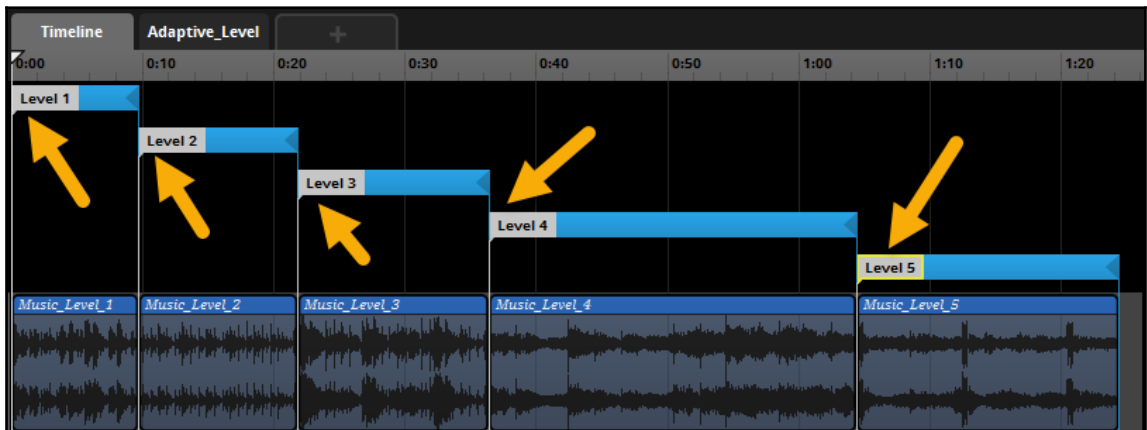 Timeline Adaptive_Level +
0:00 0:10 0:20 0:30 0:40 0:50 1:00 1:10 1:20
Level 1
Level 2
Level 3
Level 4
Level 5
Music_Level_1 Music_Level_2 Music_Level_3 Music_Level_4 Music_Level_5